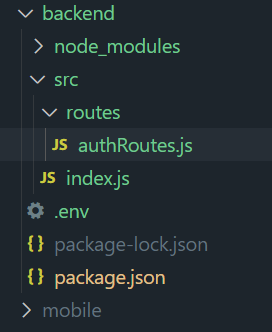 backend
node_modules
src
routes
JS authRoutes.js
JS index.js
.env
{} package-lock.json
{} package.json
mobile